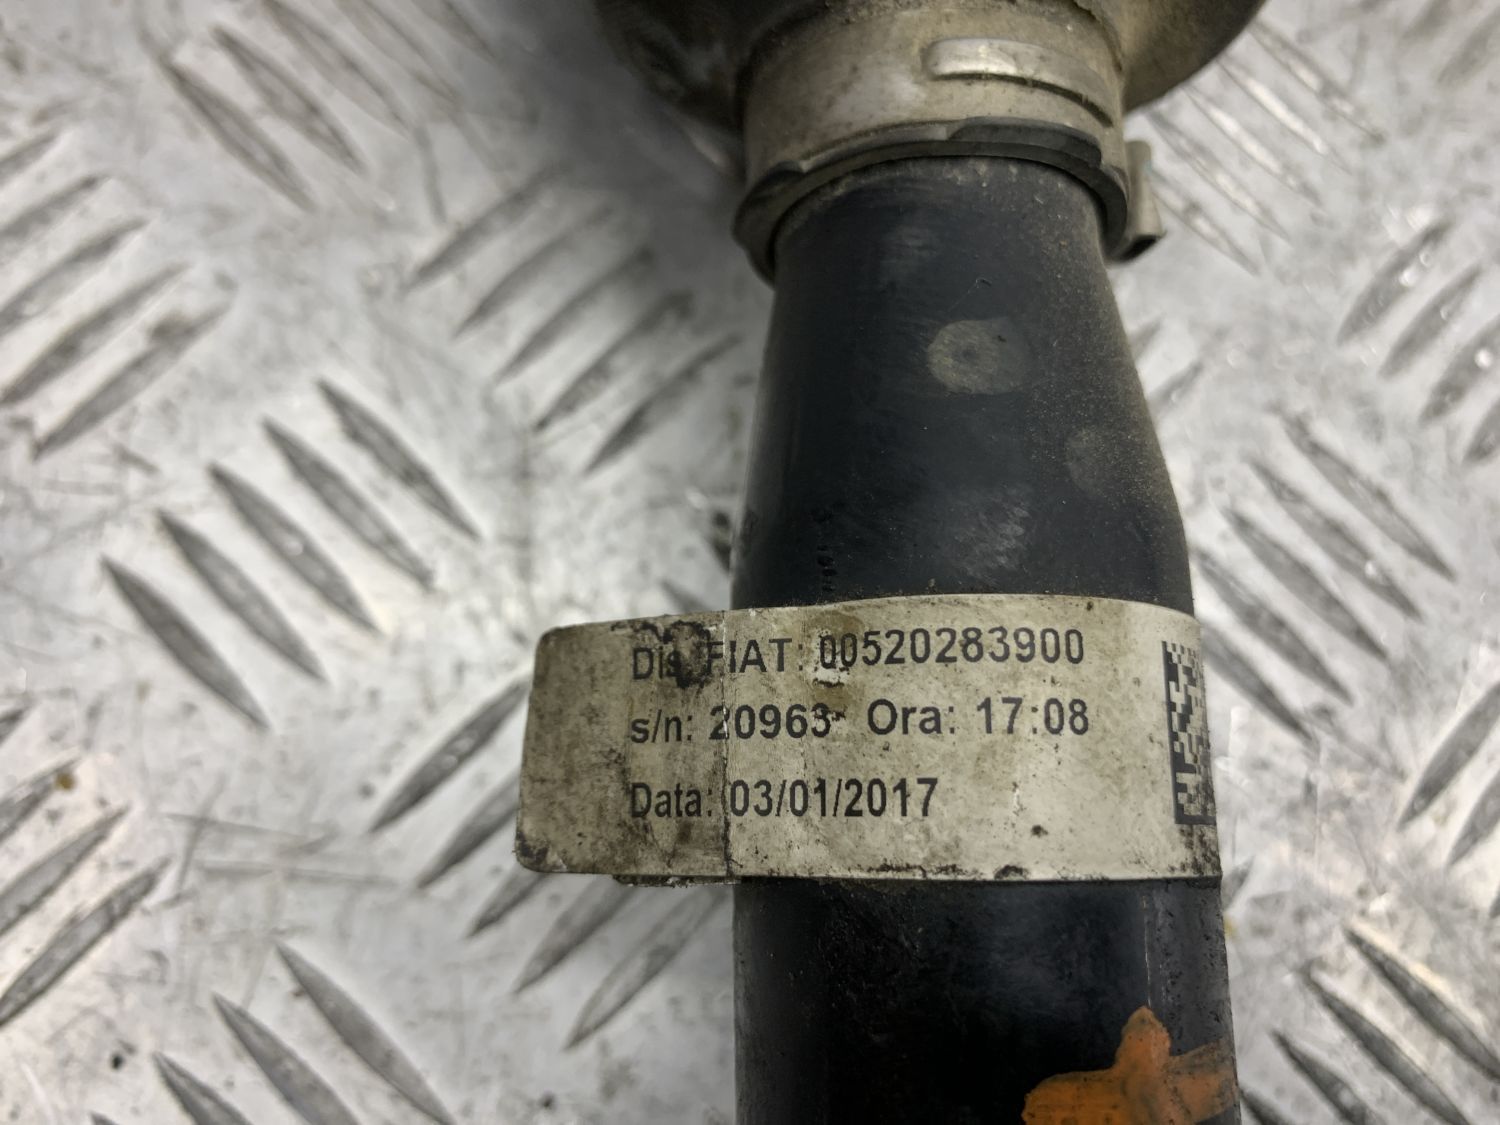 Dis. FIAT: 00520283900
s/n: 20963 Ora: 17:08
Data: 03/01/2017